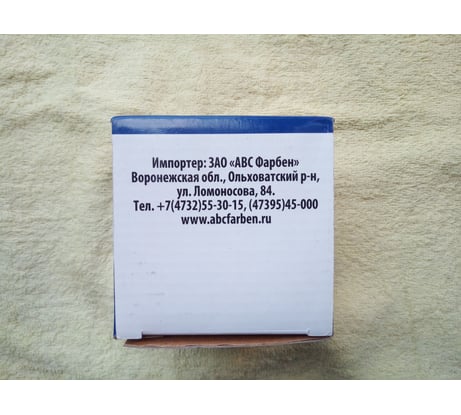 Импортер: ЗАО «АВС Фарбен»
Воронежская обл., Ольховатский р-н,
ул. Ломоносова, 84.
Тел. +7(4732)55-30-15, (47395)45-000
www.abcfarben.ru